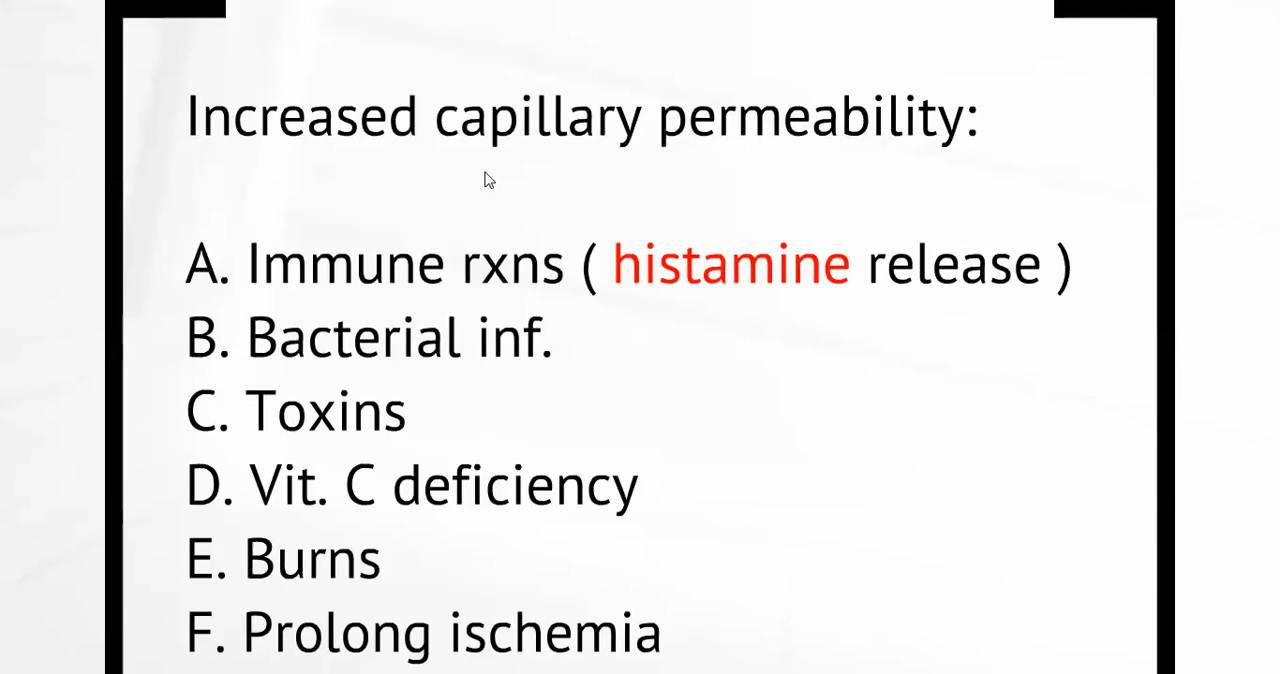 Increased capillary permeability:
A. Immune rxns ( histamine release )
B. Bacterial inf.
C. Toxins
D. Vit. C deficiency
E. Burns
F. Prolong ischemia